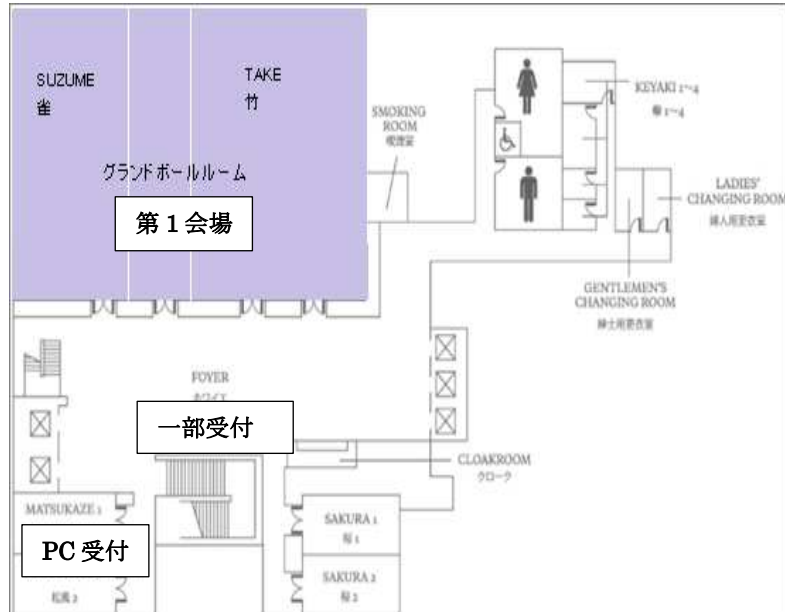 SUZUME
雀
TAKE
竹
グランドボールルーム
第1会場
SMOKING
ROOM
喫煙室
KEYAKI 1〜4
欅 1〜4
LADIES'
CHANGING ROOM
婦人用更衣室
GENTLEMEN'S
CHANGING ROOM
紳士用更衣室
FOYER
ホワイエ
一部受付
CLOAKROOM
クローク
MATSUKAZE 1
PC 受付
松風 2
SAKURA 1
桜 1
SAKURA 2
桜 2